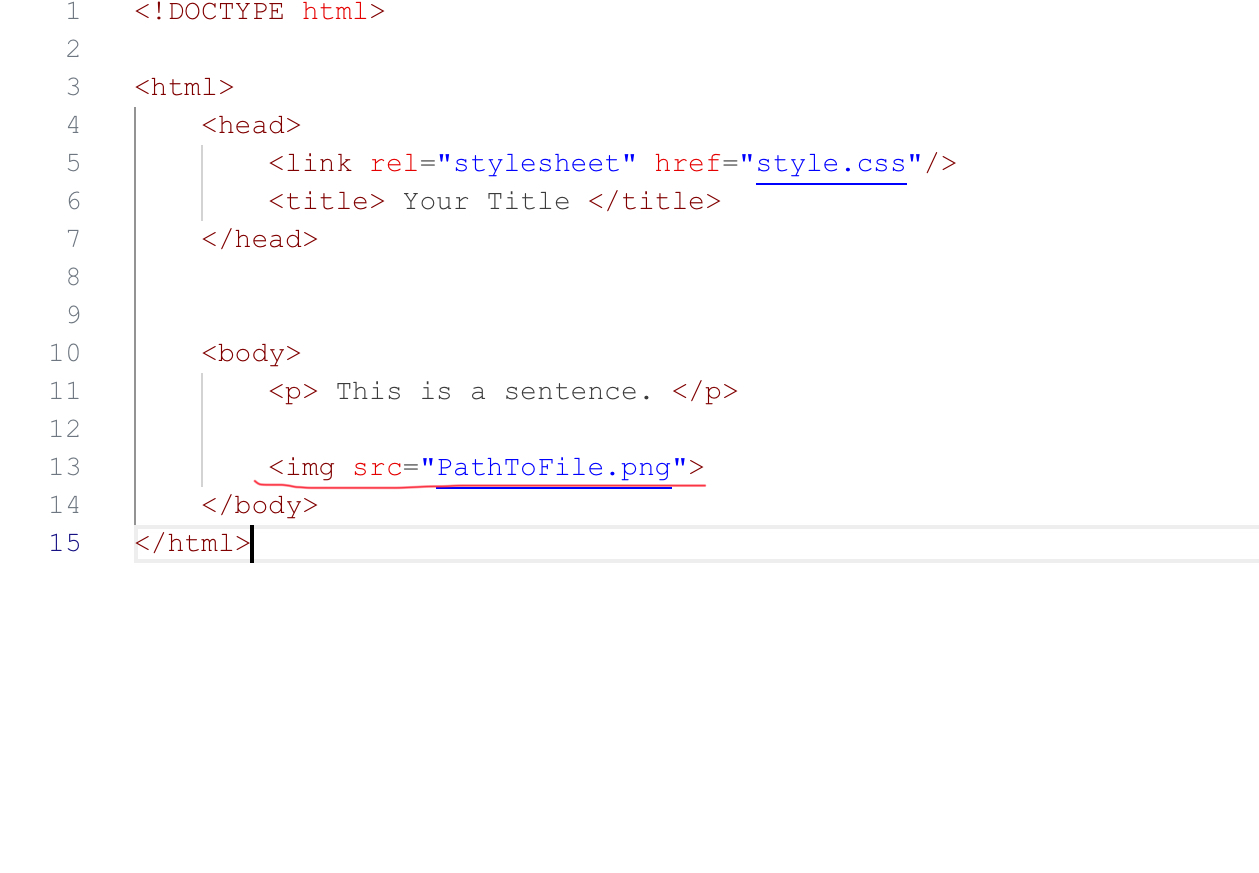 1 <!DOCTYPE html>
2
3 <html>
4     <head>
5         <link rel="stylesheet" href="style.css"/>
6         <title> Your Title </title>
7     </head>
8
9
10     <body>
11         <p> This is a sentence. </p>
12
13         <img src="PathToFile.png">
14     </body>
15 </html>